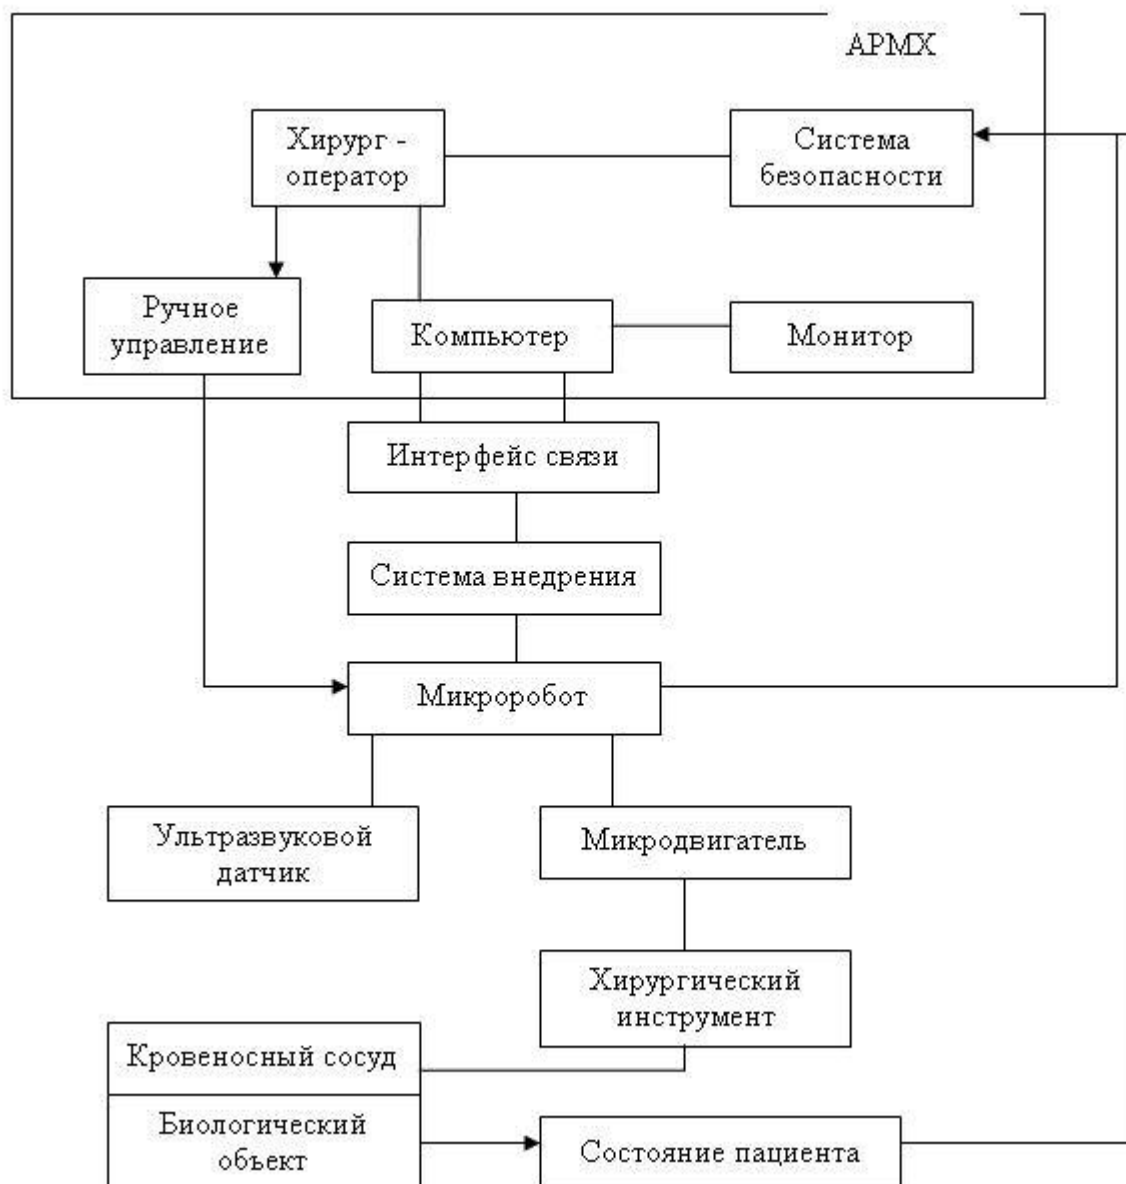 АРМХ
Хирург -
оператор
Система
безопасности
Ручное
управление
Компьютер
Монитор
Интерфейс связи
Система внедрения
Микроробот
Ультразвуковой
датчик
Микродвигатель
Хирургический
инструмент
Кровеносный сосуд
Биологический
объект
Состояние пациента